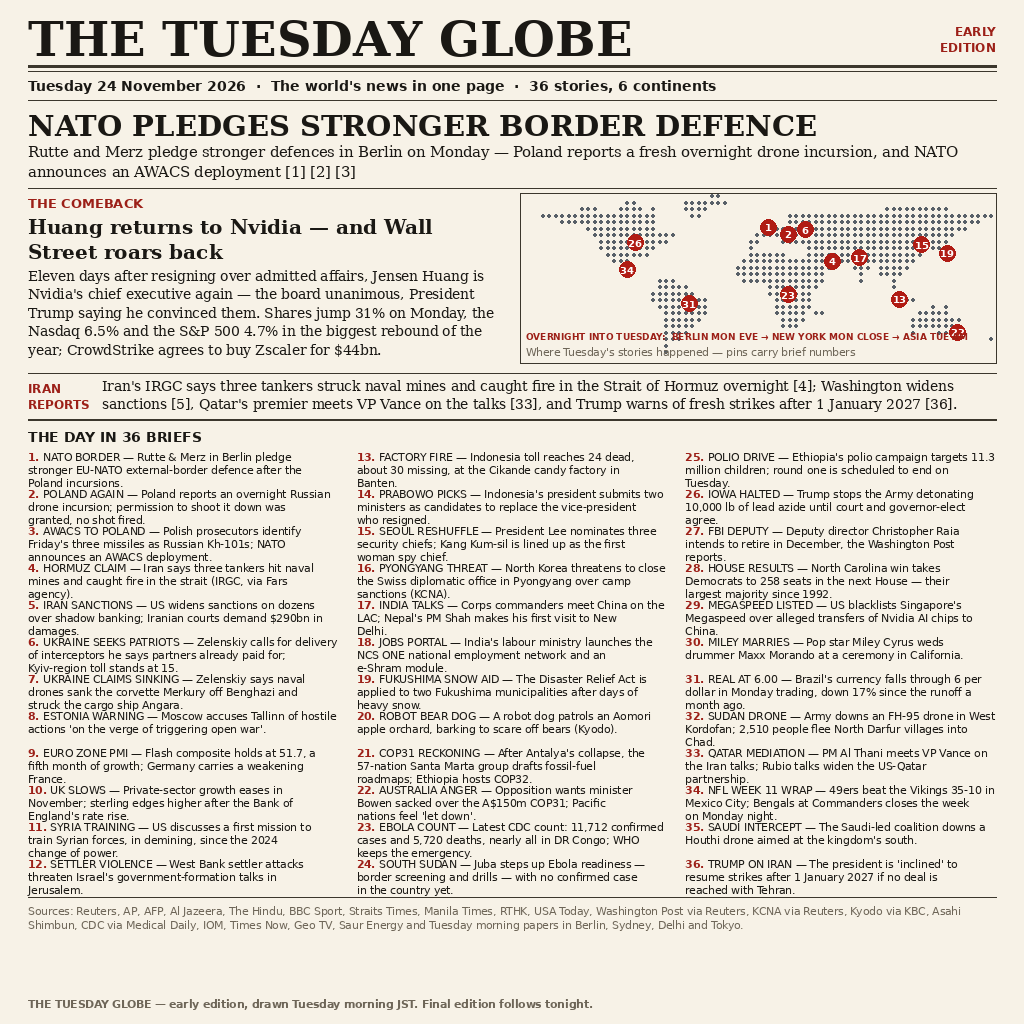 THE TUESDAY GLOBE
EARLY
EDITION
Tuesday 24 November 2026 · The world's news in one page · 36 stories, 6 continents
NATO PLEDGES STRONGER BORDER DEFENCE
Rutte and Merz pledge stronger defences in Berlin on Monday — Poland reports a fresh overnight drone incursion, and NATO
announces an AWACS deployment [1] [2] [3]
THE COMEBACK
Huang returns to Nvidia — and Wall
Street roars back
Eleven days after resigning over admitted affairs, Jensen Huang is
Nvidia's chief executive again — the board unanimous, President
Trump saying he convinced them. Shares jump 31% on Monday, the
Nasdaq 6.5% and the S&P 500 4.7% in the biggest rebound of the
year; CrowdStrike agrees to buy Zscaler for $44bn.
1
2
6
26
15
19
34
4
17
31
23
13
22
OVERNIGHT INTO TUESDAY: BERLIN MON EVE → NEW YORK MON CLOSE → ASIA TUE AM
Where Tuesday's stories happened — pins carry brief numbers
IRAN
REPORTS
Iran's IRGC says three tankers struck naval mines and caught fire in the Strait of Hormuz overnight [4]; Washington widens
sanctions [5], Qatar's premier meets VP Vance on the talks [33], and Trump warns of fresh strikes after 1 January 2027 [36].
THE DAY IN 36 BRIEFS
1. NATO BORDER — Rutte & Merz in Berlin pledge
stronger EU-NATO external-border defence after the
Poland incursions.
2. POLAND AGAIN — Poland reports an overnight Russian
drone incursion; permission to shoot it down was
granted, no shot fired.
3. AWACS TO POLAND — Polish prosecutors identify
Friday's three missiles as Russian Kh-101s; NATO
announces an AWACS deployment.
4. HORMUZ CLAIM — Iran says three tankers hit naval
mines and caught fire in the strait (IRGC, via Fars
agency).
5. IRAN SANCTIONS — US widens sanctions on dozens
over shadow banking; Iranian courts demand $290bn in
damages.
6. UKRAINE SEEKS PATRIOTS — Zelenskiy calls for delivery
of interceptors he says partners already paid for;
Kyiv-region toll stands at 15.
7. UKRAINE CLAIMS SINKING — Zelenskiy says naval
drones sank the corvette Merkury off Benghazi and
struck the cargo ship Angara.
8. ESTONIA WARNING — Moscow accuses Tallinn of hostile
actions 'on the verge of triggering open war'.
9. EURO ZONE PMI — Flash composite holds at 51.7, a
fifth month of growth; Germany carries a weakening
France.
10. UK SLOWS — Private-sector growth eases in
November; sterling edges higher after the Bank of
England's rate rise.
11. SYRIA TRAINING — US discusses a first mission to
train Syrian forces, in demining, since the 2024
change of power.
12. SETTLER VIOLENCE — West Bank settler attacks
threaten Israel's government-formation talks in
Jerusalem.
13. FACTORY FIRE — Indonesia toll reaches 24 dead,
about 30 missing, at the Cikande candy factory in
Banten.
14. PRABOWO PICKS — Indonesia's president submits two
ministers as candidates to replace the vice-president
who resigned.
15. SEOUL RESHUFFLE — President Lee nominates three
security chiefs; Kang Kum-sil is lined up as the first
woman spy chief.
16. PYONGYANG THREAT — North Korea threatens to close
the Swiss diplomatic office in Pyongyang over camp
sanctions (KCNA).
17. INDIA TALKS — Corps commanders meet China on the
LAC; Nepal's PM Shah makes his first visit to New
Delhi.
18. JOBS PORTAL — India's labour ministry launches the
NCS ONE national employment network and an
e-Shram module.
19. FUKUSHIMA SNOW AID — The Disaster Relief Act is
applied to two Fukushima municipalities after days of
heavy snow.
20. ROBOT BEAR DOG — A robot dog patrols an Aomori
apple orchard, barking to scare off bears (Kyodo).
21. COP31 RECKONING — After Antalya's collapse, the
57-nation Santa Marta group drafts fossil-fuel
roadmaps; Ethiopia hosts COP32.
22. AUSTRALIA ANGER — Opposition wants minister
Bowen sacked over the A$150m COP31; Pacific
nations feel 'let down'.
23. EBOLA COUNT — Latest CDC count: 11,712 confirmed
cases and 5,720 deaths, nearly all in DR Congo; WHO
keeps the emergency.
24. SOUTH SUDAN — Juba steps up Ebola readiness —
border screening and drills — with no confirmed case
in the country yet.
25. POLIO DRIVE — Ethiopia's polio campaign targets 11.3
million children; round one is scheduled to end on
Tuesday.
26. IOWA HALTED — Trump stops the Army detonating
10,000 lb of lead azide until court and governor-elect
agree.
27. FBI DEPUTY — Deputy director Christopher Raia
intends to retire in December, the Washington Post
reports.
28. HOUSE RESULTS — North Carolina win takes
Democrats to 258 seats in the next House — their
largest majority since 1992.
29. MEGASPEED LISTED — US blacklists Singapore's
Megaspeed over alleged transfers of Nvidia AI chips to
China.
30. MILEY MARRIES — Pop star Miley Cyrus weds
drummer Maxx Morando at a ceremony in California.
31. REAL AT 6.00 — Brazil's currency falls through 6 per
dollar in Monday trading, down 17% since the runoff a
month ago.
32. SUDAN DRONE — Army downs an FH-95 drone in West
Kordofan; 2,510 people flee North Darfur villages into
Chad.
33. QATAR MEDIATION — PM Al Thani meets VP Vance on
the Iran talks; Rubio talks widen the US-Qatar
partnership.
34. NFL WEEK 11 WRAP — 49ers beat the Vikings 35-10 in
Mexico City; Bengals at Commanders closes the week
on Monday night.
35. SAUDI INTERCEPT — The Saudi-led coalition downs a
Houthi drone aimed at the kingdom's south.
36. TRUMP ON IRAN — The president is 'inclined' to
resume strikes after 1 January 2027 if no deal is
reached with Tehran.
Sources: Reuters, AP, AFP, Al Jazeera, The Hindu, BBC Sport, Straits Times, Manila Times, RTHK, USA Today, Washington Post via Reuters, KCNA via Reuters, Kyodo via KBC, Asahi
Shimbun, CDC via Medical Daily, IOM, Times Now, Geo TV, Saur Energy and Tuesday morning papers in Berlin, Sydney, Delhi and Tokyo.
THE TUESDAY GLOBE — early edition, drawn Tuesday morning JST. Final edition follows tonight.